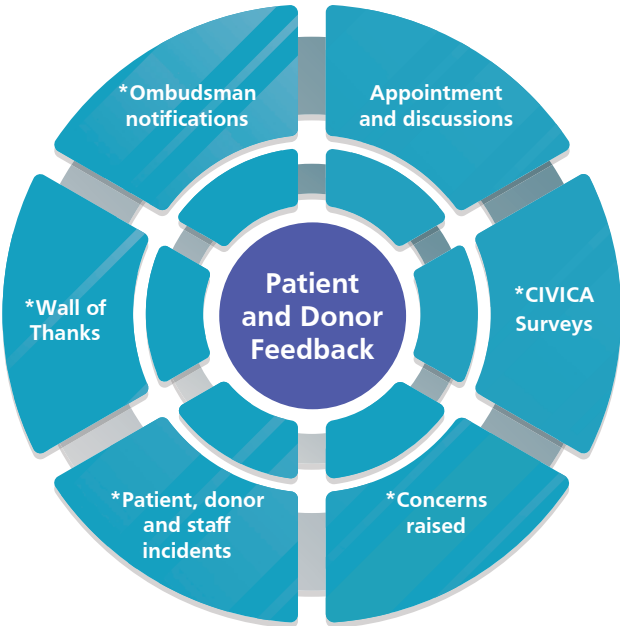 *Ombudsman
notifications
Appointment
and discussions
*Wall of
Thanks
Patient
and Donor
Feedback
*CIVICA
Surveys
*Patient, donor
and staff
incidents
*Concerns
raised